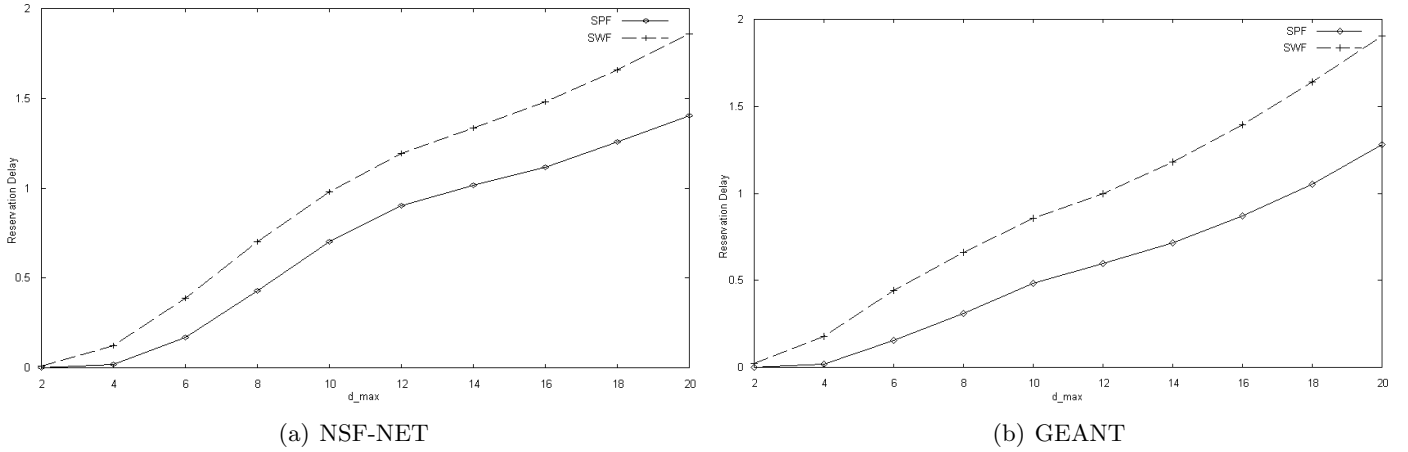 2
1.5
1
0.5
0
Reservation Delay
SPF
SWF
2 4 6 8 10 12 14 16 18 20
d_max
(a) NSF-NET
2
1.5
1
0.5
0
Reservation Delay
SPF
SWF
2 4 6 8 10 12 14 16 18 20
d_max
(b) GEANT